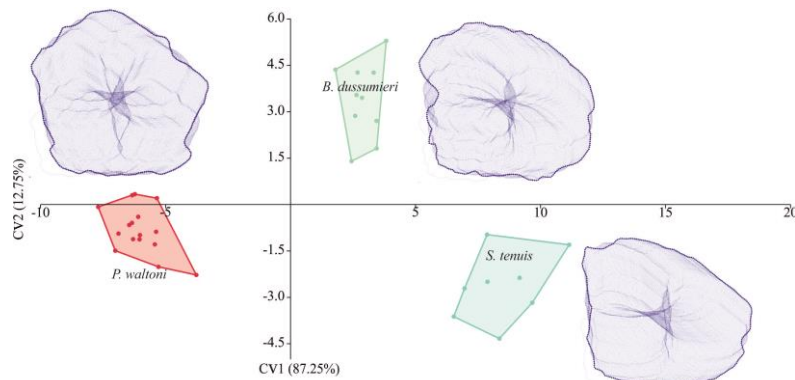 6.0
4.5
B. dussumieri
3.0
1.5
CV2 (12.75%)
-10 -5 5 10 15 20
-1.5
P. waltoni
S. tenuis
-3.0
-4.5
CV1 (87.25%)